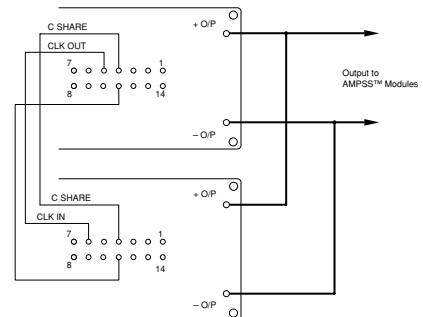 C SHARE
+ O/P
CLK OUT
7 1
8 14
Output to
AMPSS™ Modules
– O/P
C SHARE
+ O/P
CLK IN
7 1
8 14
– O/P